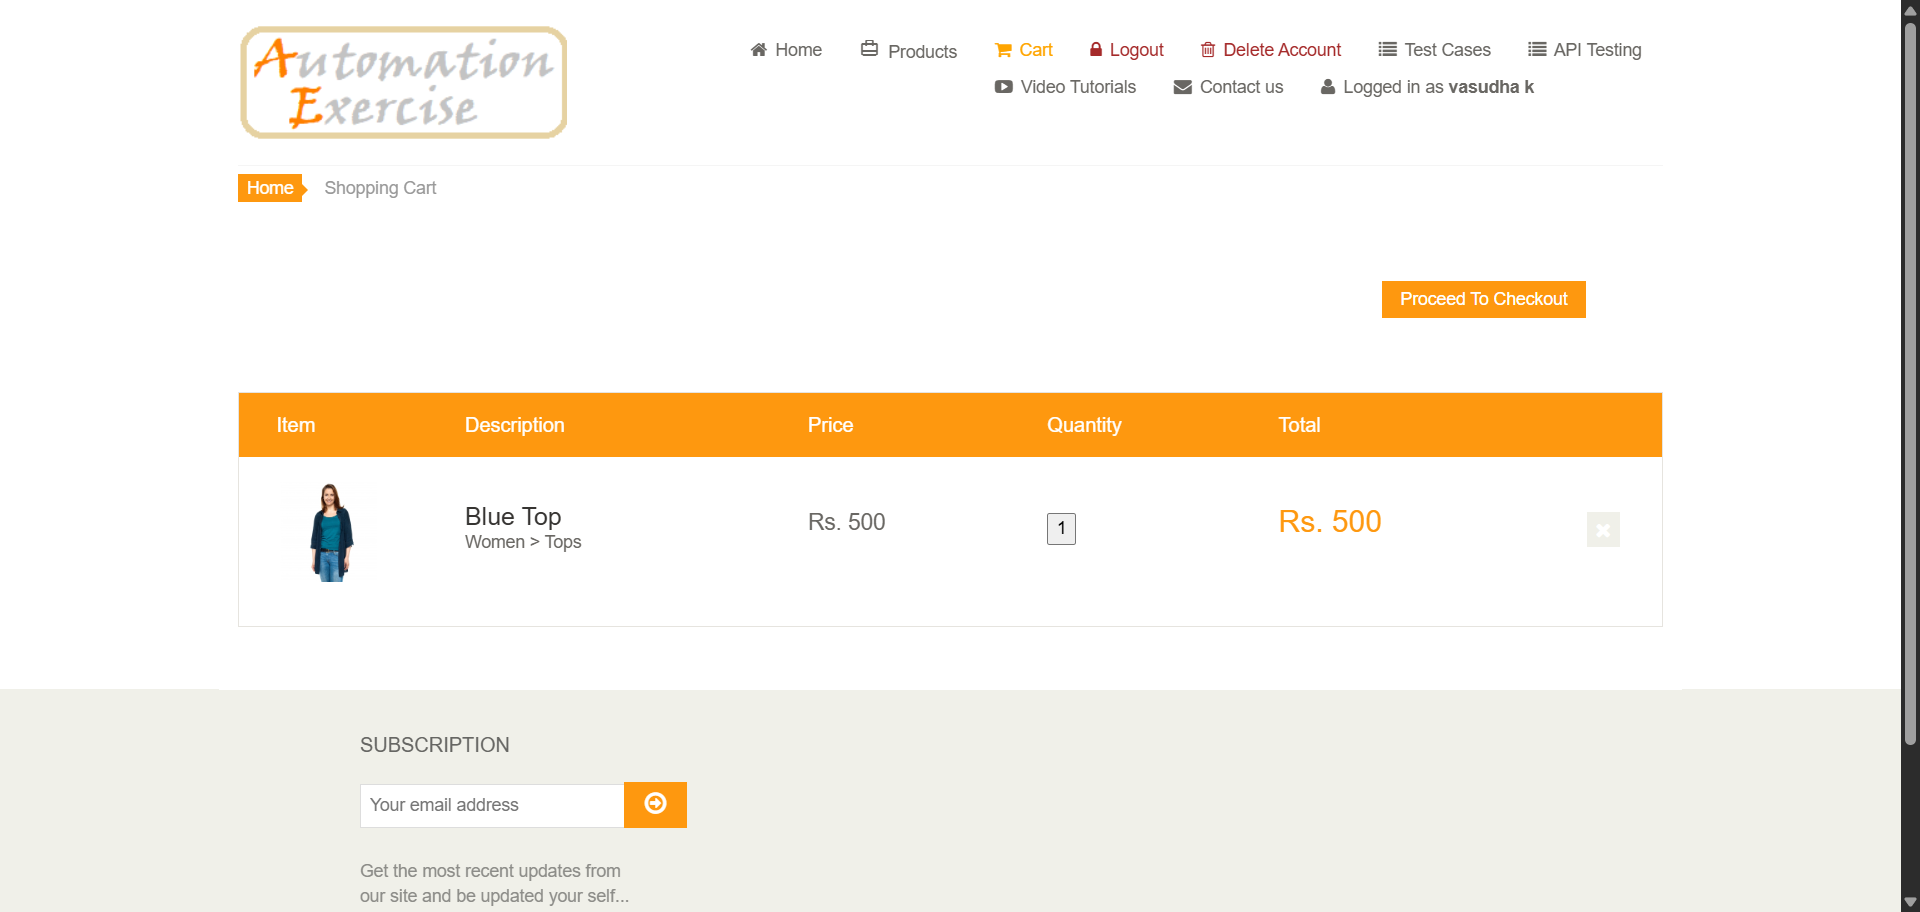 Automation
Exercise
Home
Products
Cart
Logout
Delete Account
Test Cases
API Testing
Video Tutorials
Contact us
Logged in as vasudha k
Home
Shopping Cart
Proceed To Checkout
Item Description Price Quantity Total
Blue Top
Women > Tops
Rs. 500
1
Rs. 500
SUBSCRIPTION
Your email address
Get the most recent updates from
our site and be updated your self...